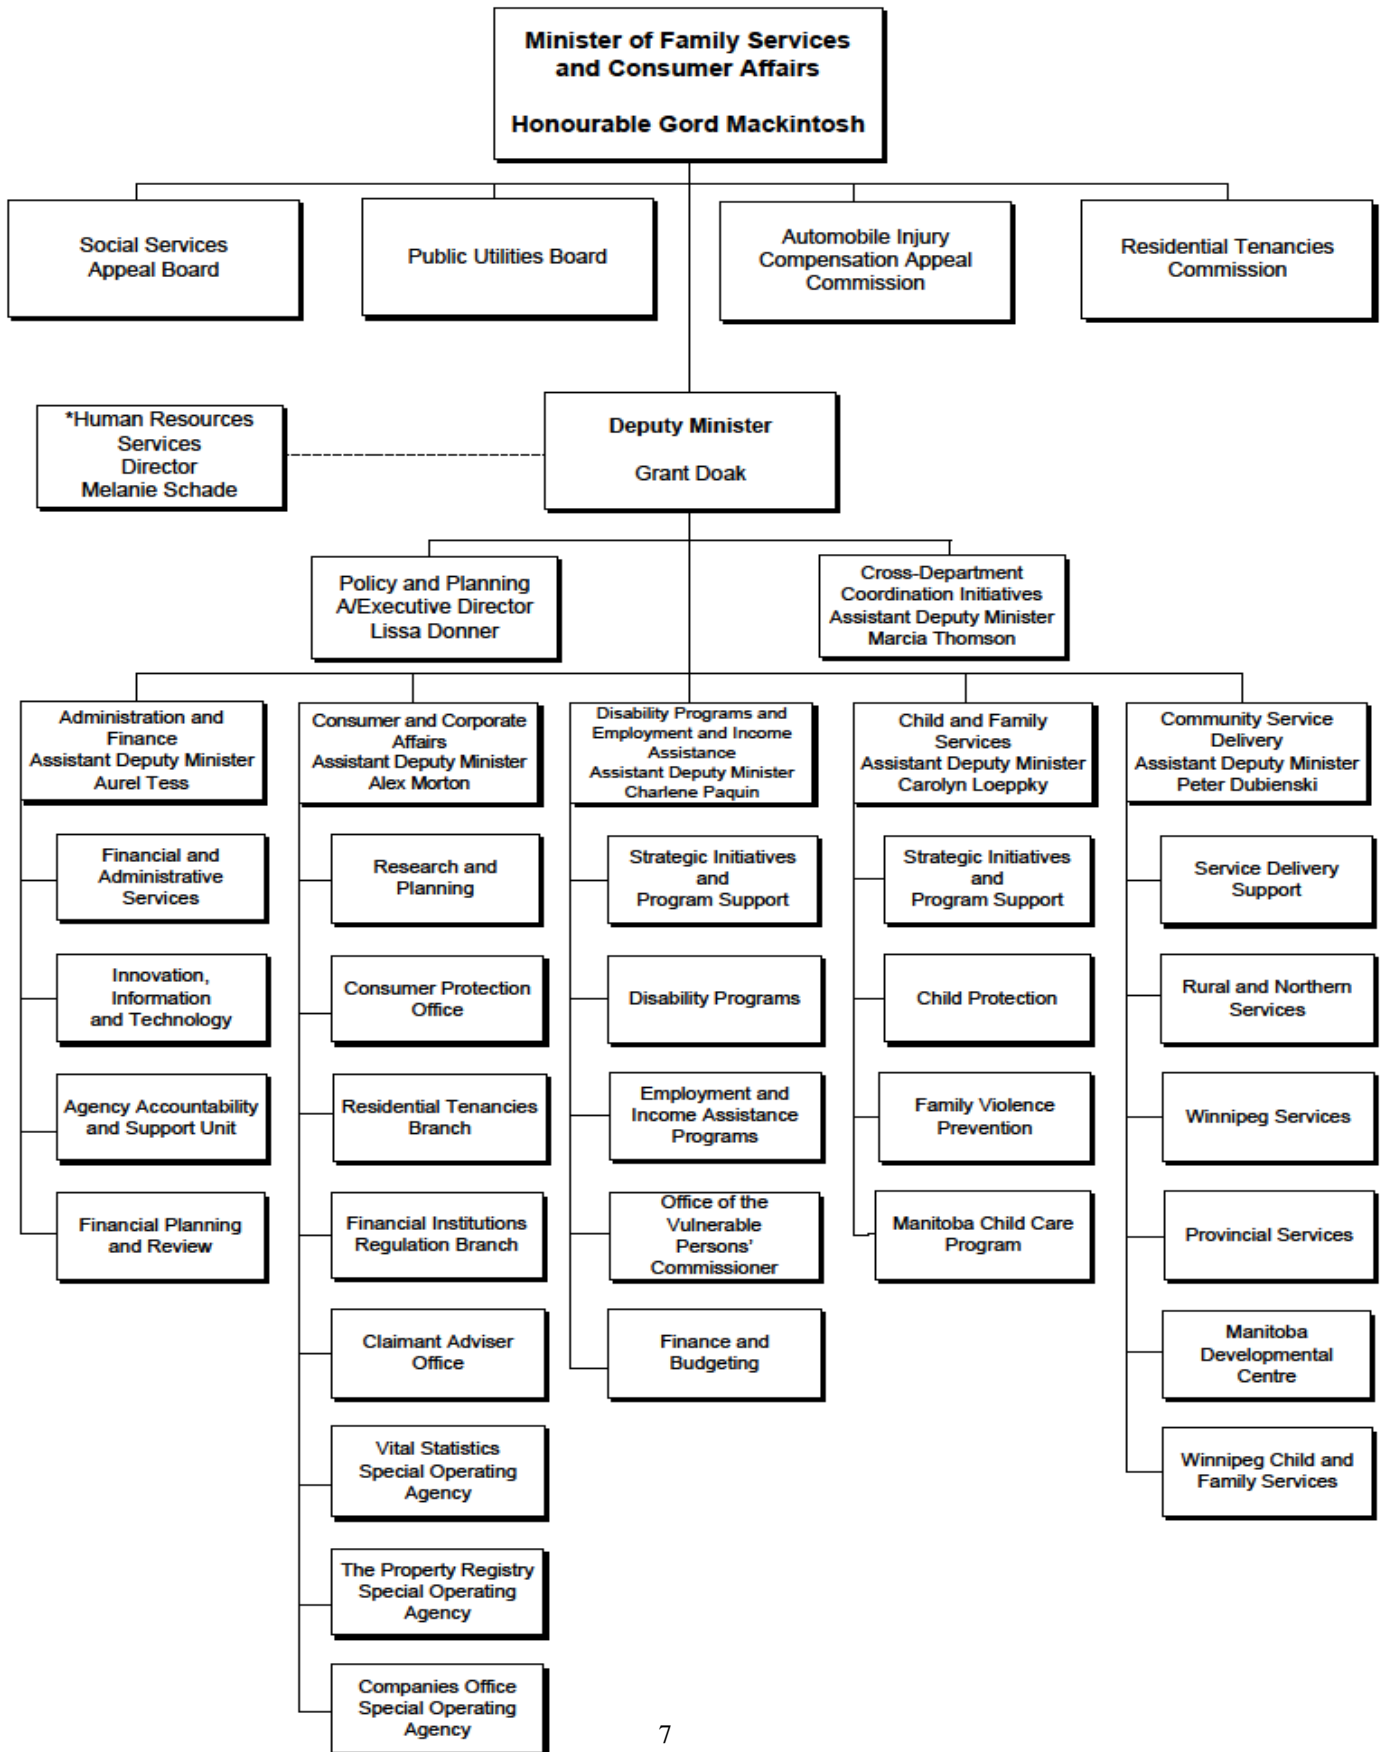 Minister of Family Services
and Consumer Affairs
Honourable Gord Mackintosh
Social Services
Appeal Board
Public Utilities Board
Automobile Injury
Compensation Appeal
Commission
Residential Tenancies
Commission
*Human Resources
Services
Director
Melanie Schade
Deputy Minister
Grant Doak
Policy and Planning
A/Executive Director
Lissa Donner
Cross-Department
Coordination Initiatives
Assistant Deputy Minister
Marcia Thomson
Administration and
Finance
Assistant Deputy Minister
Aurel Tess
Financial and
Administrative
Services
Innovation,
Information
and Technology
Agency Accountability
and Support Unit
Financial Planning
and Review
Consumer and Corporate
Affairs
Assistant Deputy Minister
Alex Morton
Research and
Planning
Consumer Protection
Office
Residential Tenancies
Branch
Financial Institutions
Regulation Branch
Claimant Adviser
Office
Vital Statistics
Special Operating
Agency
The Property Registry
Special Operating
Agency
Companies Office
Special Operating
Agency
Disability Programs and
Employment and Income
Assistance
Assistant Deputy Minister
Charlene Paquin
Strategic Initiatives
and
Program Support
Disability Programs
Employment and
Income Assistance
Programs
Office of the
Vulnerable
Persons'
Commissioner
Finance and
Budgeting
Child and Family
Services
Assistant Deputy Minister
Carolyn Loeppky
Strategic Initiatives
and
Program Support
Child Protection
Family Violence
Prevention
Manitoba Child Care
Program
Community Service
Delivery
Assistant Deputy Minister
Peter Dubienski
Service Delivery
Support
Rural and Northern
Services
Winnipeg Services
Provincial Services
Manitoba
Developmental
Centre
Winnipeg Child and
Family Services
7